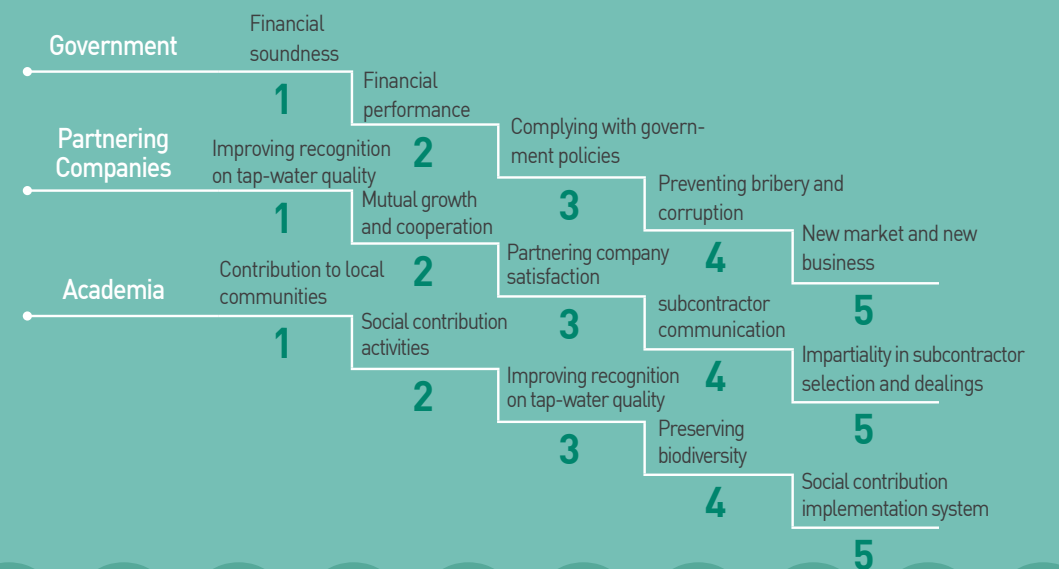 Government
Financial
soundness
1
Financial
performance
2
Complying with govern-
ment policies
3
Preventing bribery and
corruption
4
New market and new
business
5
Partnering
Companies
Improving recognition
on tap-water quality
1
Mutual growth
and cooperation
2
Partnering company
satisfaction
3
subcontractor
communication
4
Impartiality in subcontractor
selection and dealings
5
Academia
Contribution to local
communities
1
Social contribution
activities
2
Improving recognition
on tap-water quality
3
Preserving
biodiversity
4
Social contribution
implementation system
5